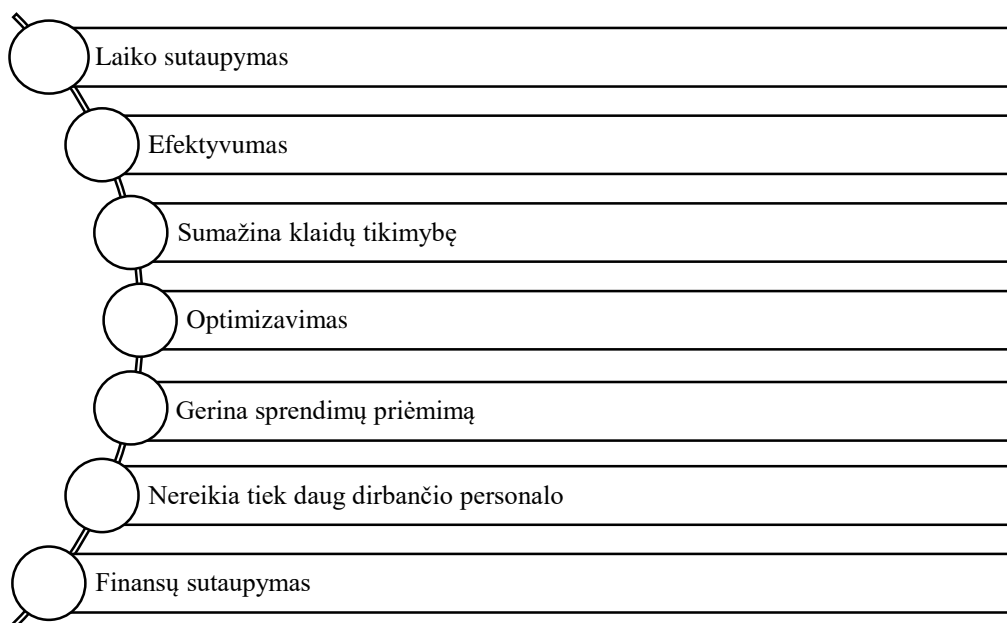 Laiko sutaupymas
Efektyvumas
Sumažina klaidų tikimybę
Optimizavimas
Gerina sprendimų priėmimą
Nereikia tiek daug dirbančio personalo
Finansų sutaupymas